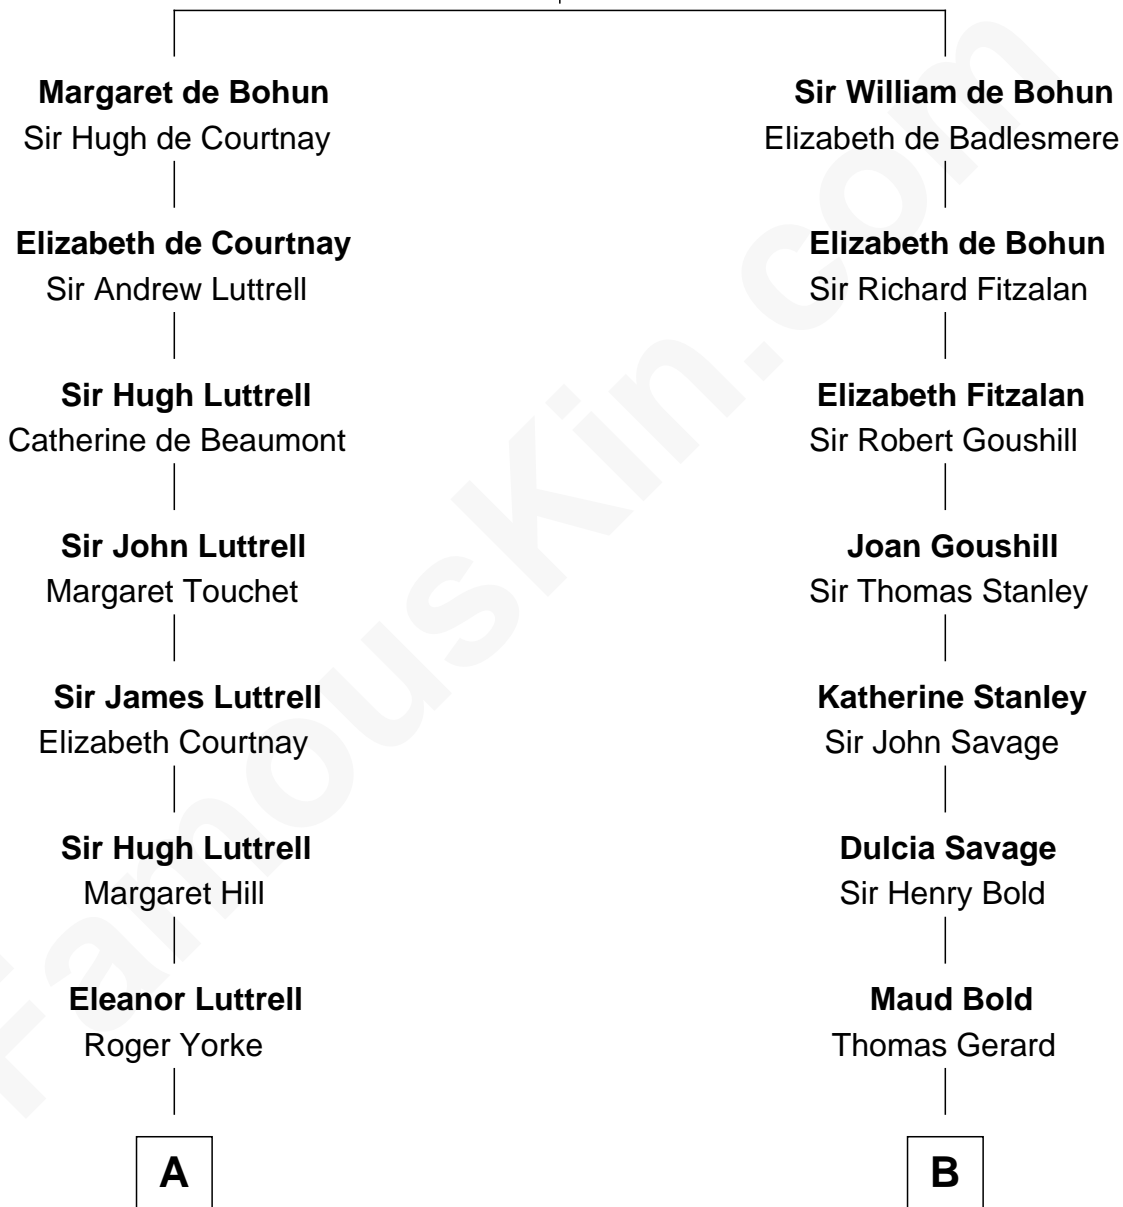 Margaret de Bohun
Sir Hugh de Courtnay
Elizabeth de Courtnay
Sir Andrew Luttrell
Sir Hugh Luttrell
Catherine de Beaumont
Sir John Luttrell
Margaret Touchet
Sir James Luttrell
Elizabeth Courtnay
Sir Hugh Luttrell
Margaret Hill
Eleanor Luttrell
Roger Yorke
A
Sir William de Bohun
Elizabeth de Badlesmere
Elizabeth de Bohun
Sir Richard Fitzalan
Elizabeth Fitzalan
Sir Robert Goushill
Joan Goushill
Sir Thomas Stanley
Katherine Stanley
Sir John Savage
Dulcia Savage
Sir Henry Bold
Maud Bold
Thomas Gerard
B
FamousKin.com